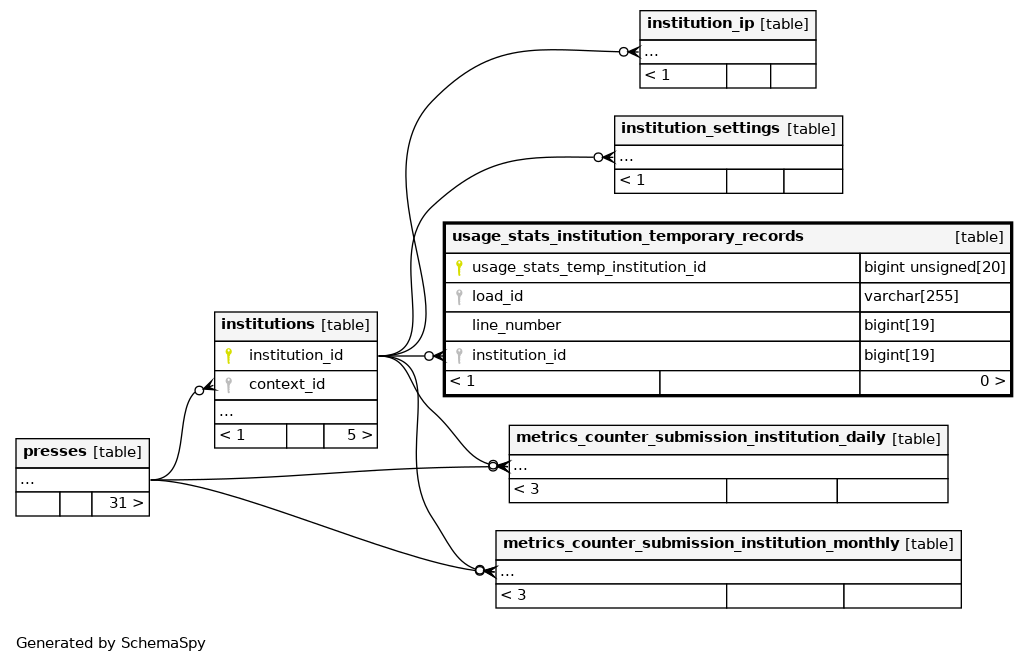 institution_ip [table]
...
< 1
institution_settings [table]
...
< 1
usage_stats_institution_temporary_records [table]
usage_stats_temp_institution_id bigint unsigned[20]
load_id varchar[255]
line_number bigint[19]
institution_id bigint[19]
< 1 0 >
institutions [table]
institution_id
context_id
...
< 1 5 >
presses [table]
...
31 >
metrics_counter_submission_institution_daily [table]
...
< 3
metrics_counter_submission_institution_monthly [table]
...
< 3
Generated by SchemaSpy